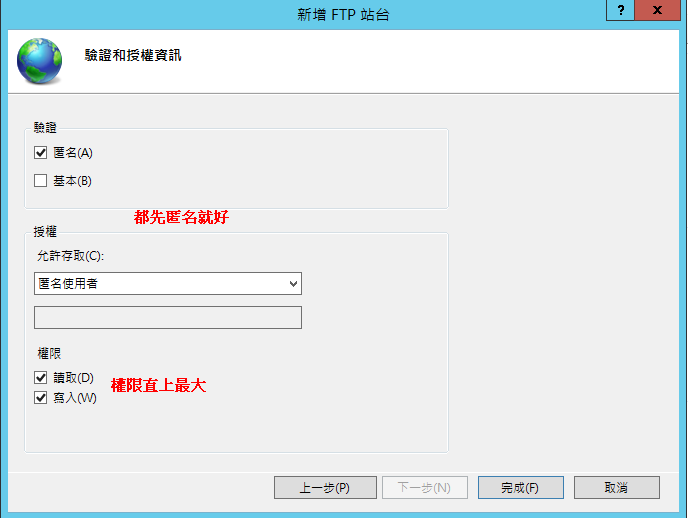 新增 FTP 站台
?
x
驗證和授權資訊
驗證
匿名(A)
基本(B)
都先匿名就好
授權
允許存取(C):
匿名使用者
權限
讀取(D)
權限直上最大
寫入(W)
上一步(P)
下一步(N)
完成(F)
取消